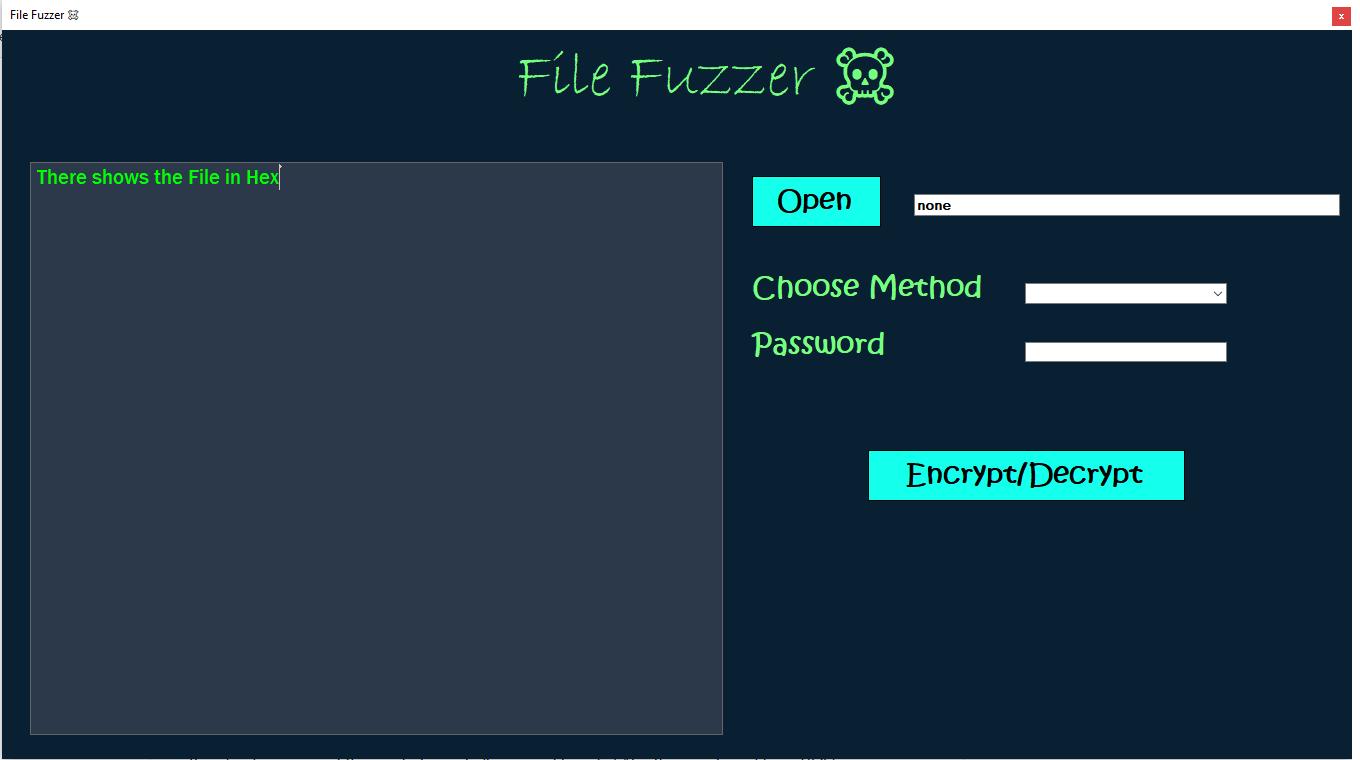 File Fuzzer ☠
x
File Fuzzer ☠
There shows the File in Hex
Open
none
Choose Method
Password
Encrypt/Decrypt